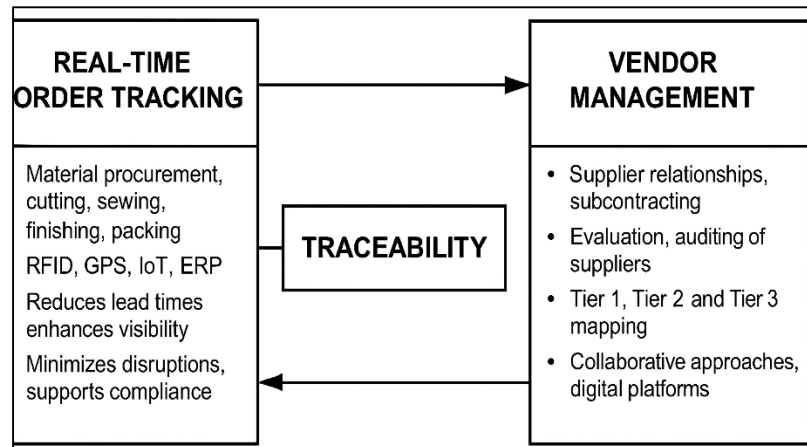 REAL-TIME
ORDER TRACKING
Material procurement,
cutting, sewing,
finishing, packing
RFID, GPS, IoT, ERP
Reduces lead times
enhances visibility
Minimizes disruptions,
supports compliance
TRACEABILITY
VENDOR
MANAGEMENT
• Supplier relationships,
subcontracting
• Evaluation, auditing of
suppliers
• Tier 1, Tier 2 and Tier 3
mapping
• Collaborative approaches,
digital platforms